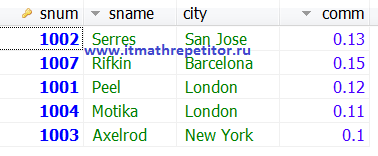 snum sname city comm
1002 Serres San Jose 0.13
www.itmathrepetitor.ru
1007 Rifkin Barcelona 0.15
1001 Peel London 0.12
1004 Motika London 0.11
1003 Axelrod New York 0.1